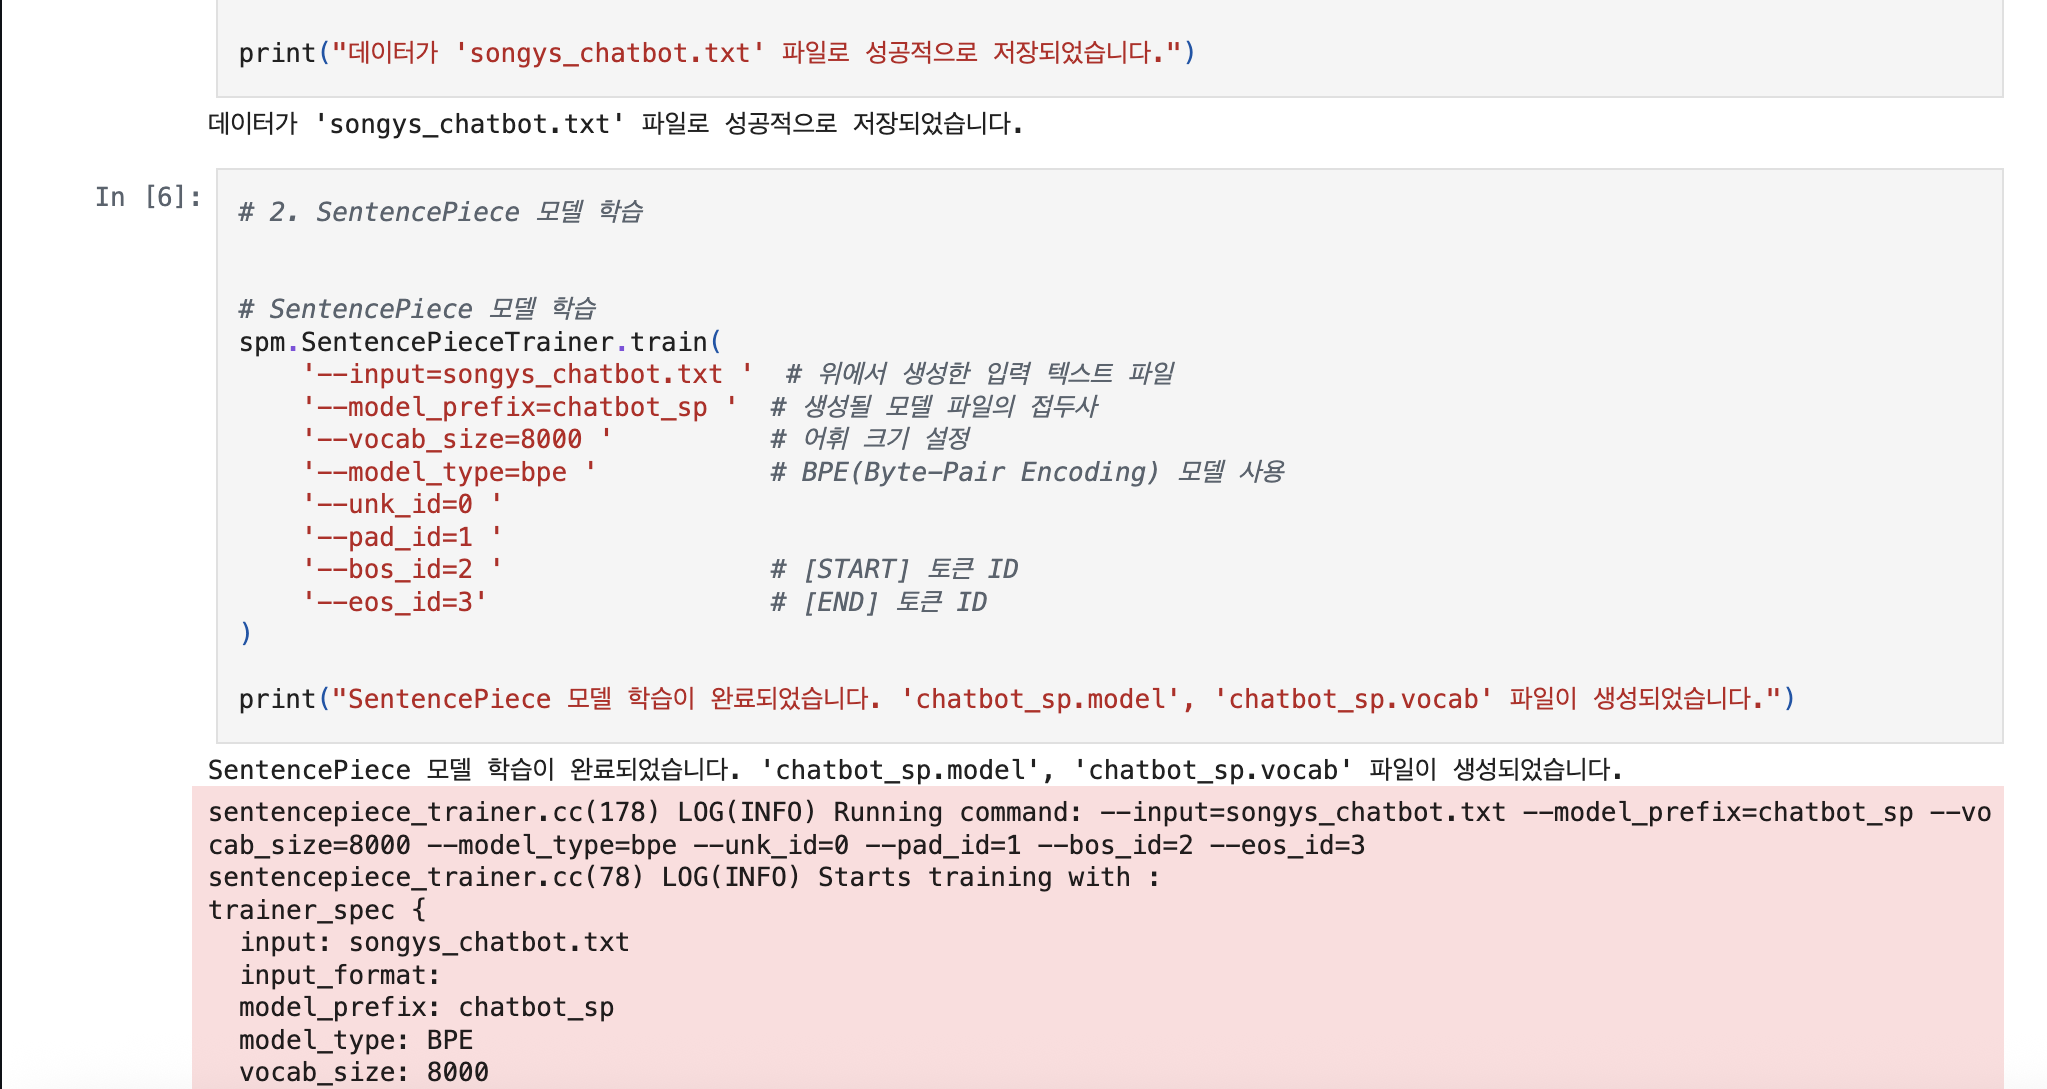 print("데이터가 'songys_chatbot.txt' 파일로 성공적으로 저장되었습니다.")
데이터가 'songys_chatbot.txt' 파일로 성공적으로 저장되었습니다.
In [6]:
# 2. SentencePiece 모델 학습
# SentencePiece 모델 학습
spm.SentencePieceTrainer.train(
    '--input=songys_chatbot.txt '  # 위에서 생성한 입력 텍스트 파일
    '--model_prefix=chatbot_sp '  # 생성될 모델 파일의 접두사
    '--vocab_size=8000 '          # 어휘 크기 설정
    '--model_type=bpe '           # BPE(Byte-Pair Encoding) 모델 사용
    '--unk_id=0 '
    '--pad_id=1 '
    '--bos_id=2 '                 # [START] 토큰 ID
    '--eos_id=3'                  # [END] 토큰 ID
)
print("SentencePiece 모델 학습이 완료되었습니다. 'chatbot_sp.model', 'chatbot_sp.vocab' 파일이 생성되었습니다.")
SentencePiece 모델 학습이 완료되었습니다. 'chatbot_sp.model', 'chatbot_sp.vocab' 파일이 생성되었습니다.
sentencepiece_trainer.cc(178) LOG(INFO) Running command: --input=songys_chatbot.txt --model_prefix=chatbot_sp --vo
cab_size=8000 --model_type=bpe --unk_id=0 --pad_id=1 --bos_id=2 --eos_id=3
sentencepiece_trainer.cc(78) LOG(INFO) Starts training with :
trainer_spec {
  input: songys_chatbot.txt
  input_format:
  model_prefix: chatbot_sp
  model_type: BPE
  vocab_size: 8000